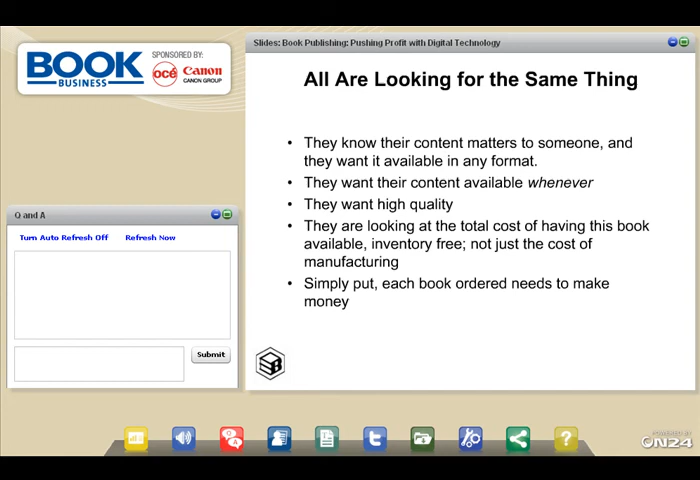 BOOK
BUSINESS
SPONSORED BY:
océ
Canon
CANON GROUP
Slides: Book Publishing: Pushing Profit with Digital Technology
All Are Looking for the Same Thing
• They know their content matters to someone, and
they want it available in any format.
• They want their content available whenever
• They want high quality
• They are looking at the total cost of having this book
available, inventory free; not just the cost of
manufacturing
• Simply put, each book ordered needs to make
money
Q and A
Turn Auto Refresh Off
Refresh Now
Submit
Q
A
?
POWERED BY
ON24